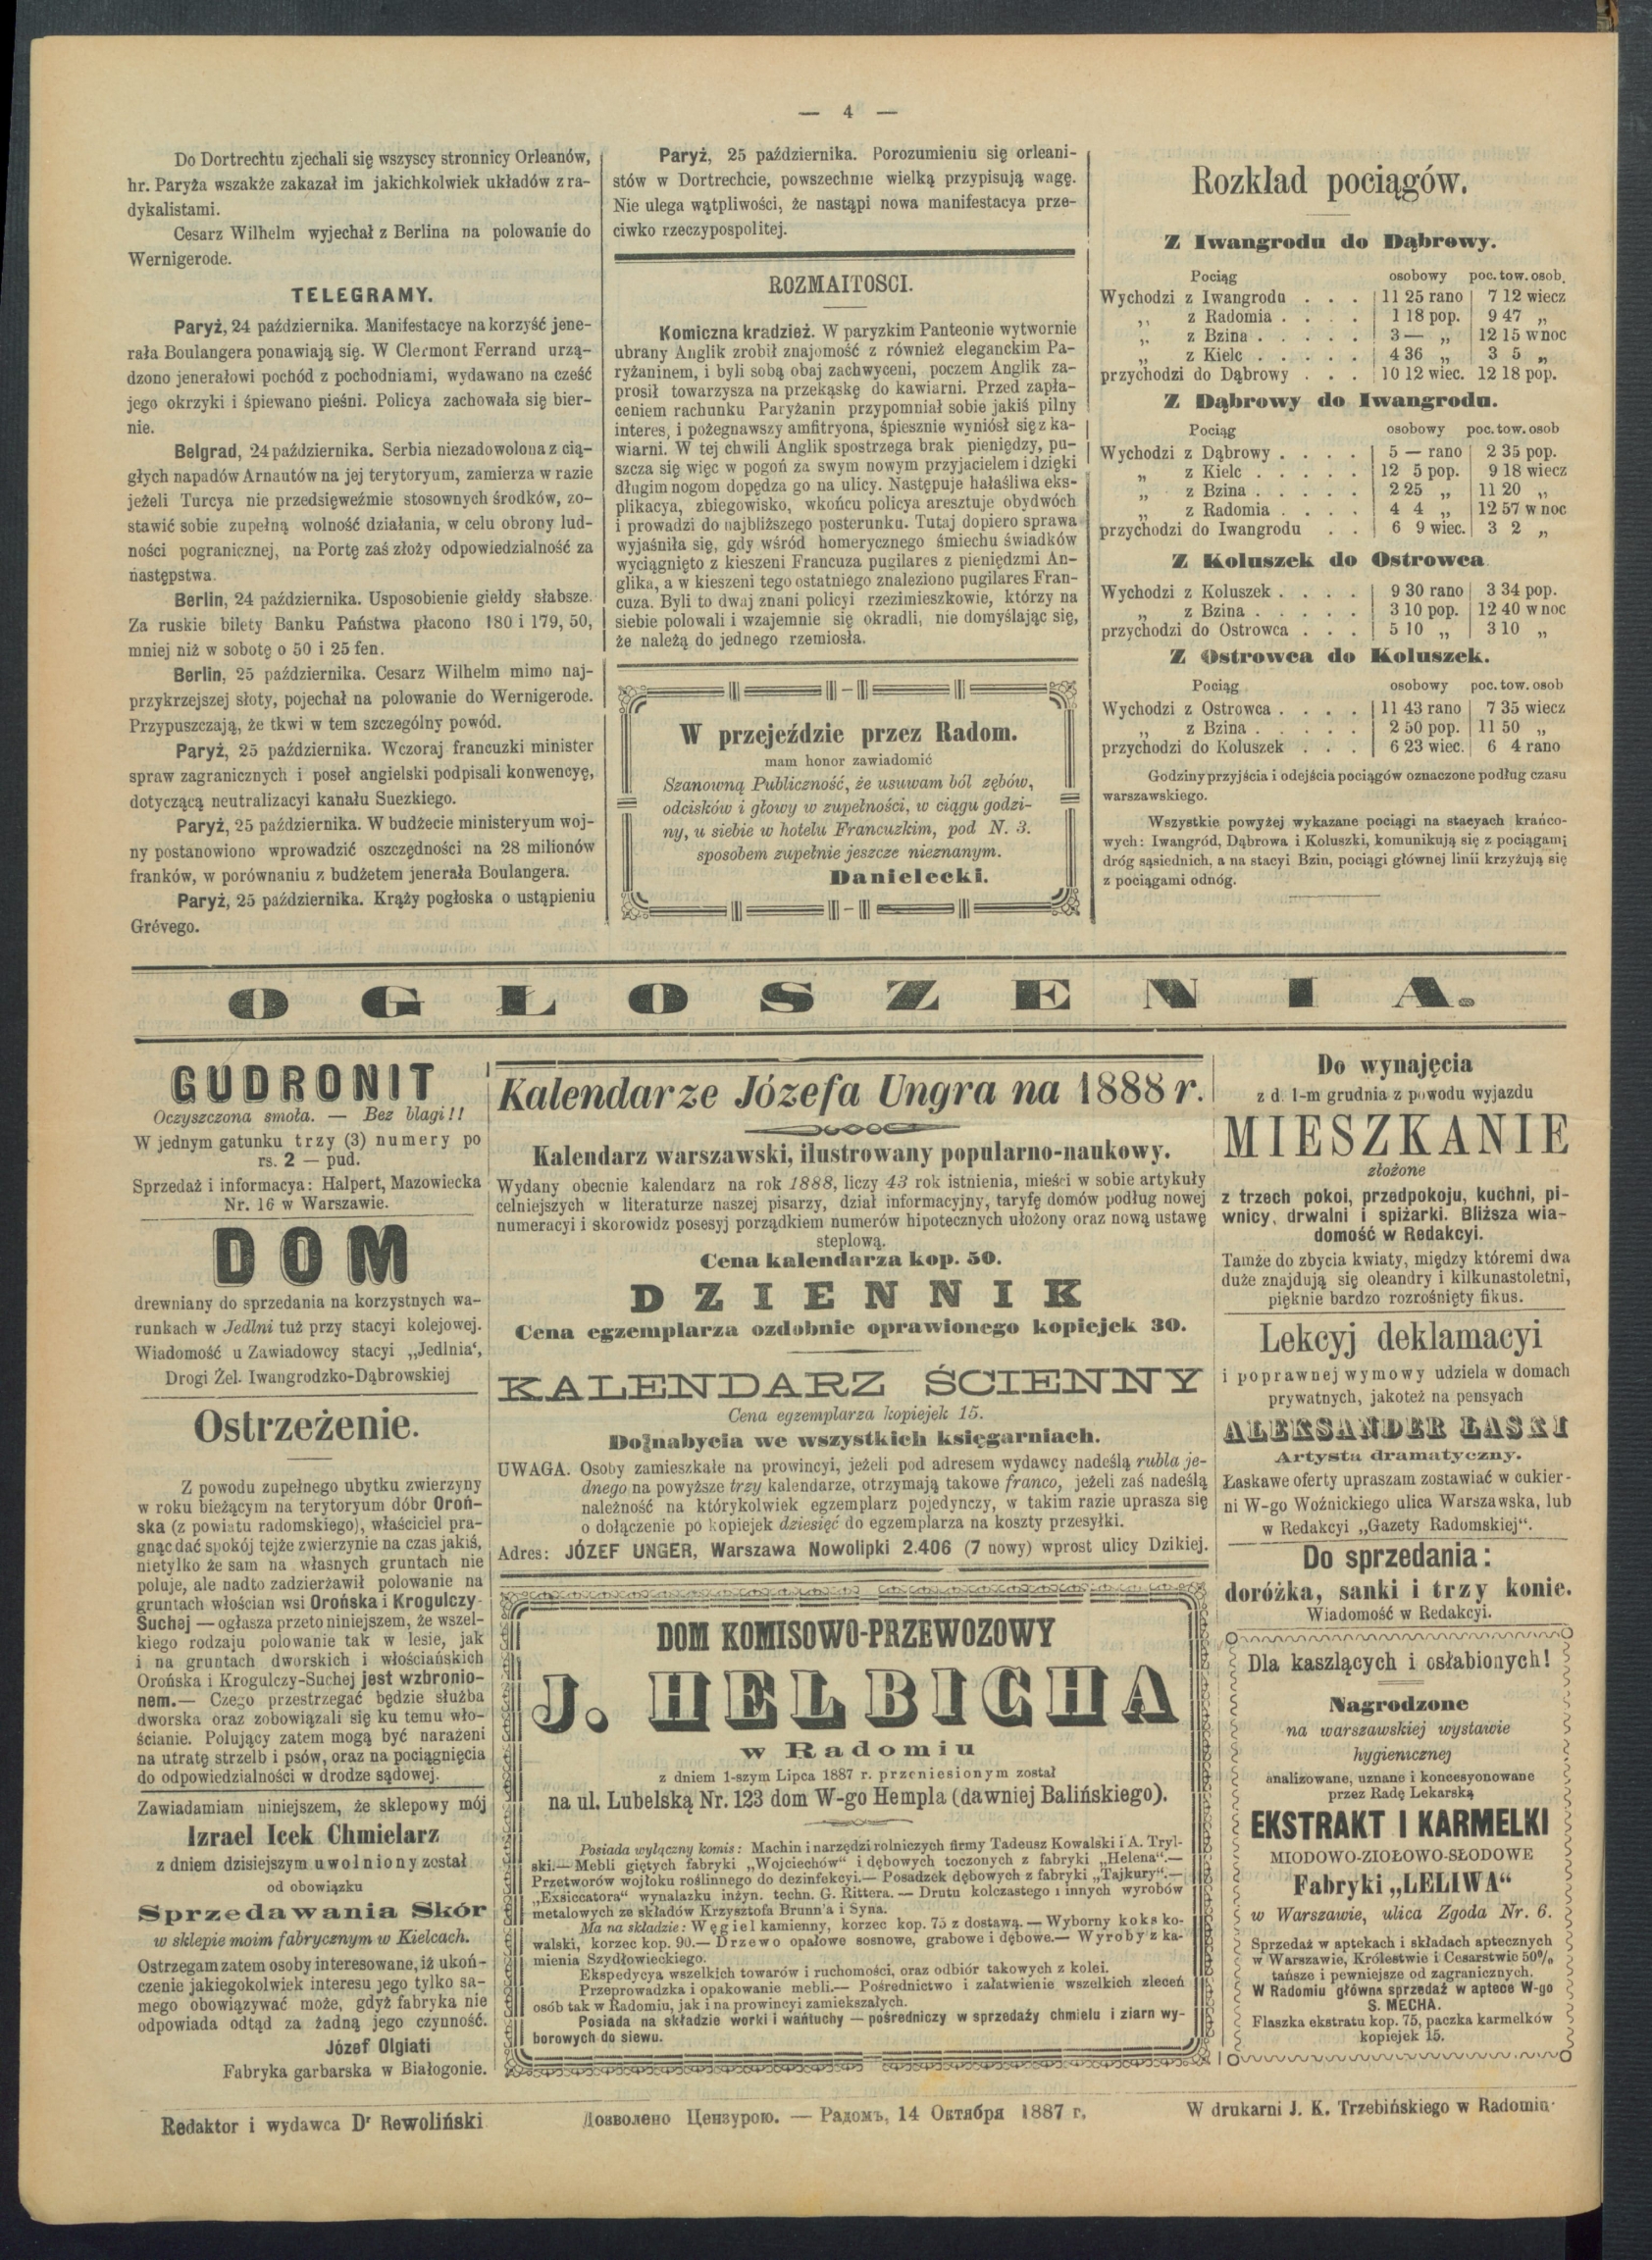 — 4 —
Do Dortrechtu zjechali się wszyscy stronnicy Orleanów,
hr. Paryża wszakże zakazał im jakichkolwiek układów z ra-
dykalistami.
Cesarz Wilhelm wyjechał z Berlina na polowanie do
Wernigerode.
TELEGRAMY.
Paryż, 24 października. Manifestacye na korzyść jene-
rała Boulangera ponawiają się. W Clermont Ferrand urzą-
dzono jenerałowi pochód z pochodniami, wydawano na cześć
jego okrzyki i śpiewano pieśni. Policya zachowała się bier-
nie.
Belgrad, 24 października. Serbia niezadowolona z cią-
głych napadów Arnautów na jej terytoryum, zamierza w razie
jeżeli Turcya nie przedsięweźmie stosownych środków, zo-
stawić sobie zupełną wolność działania, w celu obrony lud-
ności pogranicznej, na Portę zaś złoży odpowiedzialność za
następstwa.
Berlin, 24 października. Usposobienie giełdy słabsze.
Za ruskie bilety Banku Państwa płacono 180 i 179, 50,
mniej niż w sobotę o 50 i 25 fen.
Berlin, 25 października. Cesarz Wilhelm mimo naj-
przykrzejszej słoty, pojechał na polowanie do Wernigerode.
Przypuszczają, że tkwi w tem szczególny powód.
Paryż, 25 października. Wczoraj francuzki minister
spraw zagranicznych i poseł angielski podpisali konwencyę,
dotyczącą neutralizacyi kanału Suezkiego.
Paryż, 25 października. W budżecie ministeryum woj-
ny postanowiono wprowadzić oszczędności na 28 milionów
franków, w porównaniu z budżetem jenerała Boulangera.
Paryż, 25 października. Krąży pogłoska o ustąpieniu
Grévego.
Paryż, 25 października. Porozumieniu się orleani-
stów w Dortrechcie, powszechnie wielką przypisują wagę.
Nie ulega wątpliwości, że nastąpi nowa manifestacya prze-
ciwko rzeczypospolitej.
ROZMAITOSCI.
Komiczna kradzież. W paryzkim Panteonie wytwornie
ubrany Anglik zrobił znajomość z również eleganckim Pa-
ryżaninem, i byli sobą obaj zachwyceni, poczem Anglik za-
prosił towarzysza na przekąskę do kawiarni. Przed zapła-
ceniem rachunku Paryżanin przypomniał sobie jakiś pilny
interes, i pożegnawszy amfitryona, śpiesznie wyniósł się z ka-
wiarni. W tej chwili Anglik spostrzega brak pieniędzy, pu-
szcza się więc w pogoń za swym nowym przyjacielem i dzięki
długim nogom dopędza go na ulicy. Następuje hałaśliwa eks-
plikacya, zbiegowisko, wkońcu policya aresztuje obydwóch
i prowadzi do najbliższego posterunku. Tutaj dopiero sprawa
wyjaśniła się, gdy wśród homerycznego śmiechu świadków
wyciągnięto z kieszeni Francuza pugilares z pieniędzmi An-
glika, a w kieszeni tego ostatniego znaleziono pugilares Fran-
cuza. Byli to dwaj znani policyi rzezimieszkowie, którzy na
siebie polowali i wzajemnie się okradli, nie domyślając się,
że należą do jednego rzemiosła.
W przejeździe przez Radom.
mam honor zawiadomić
Szanowną Publiczność, że usuwam ból zębów,
odcisków i głowy w zupełności, w ciągu godzi-
ny, u siebie w hotelu Francuzkim, pod N. 3.
sposobem zupełnie jeszcze nieznanym.
Danielecki.
Rozkład pociągów.
Z Iwangrodu do Dąbrowy.
Pociąg osobowy poc. tow. osob.
Wychodzi z Iwangrodu . . . 11 25 rano 7 12 wiecz
„ z Radomia . . . . 1 18 pop. 9 47 „
„ z Bzina . . . . . 3 — „ 12 15 w noc
„ z Kielc . . . . . 4 36 „ 3 5 „
przychodzi do Dąbrowy . . . 10 12 wiec. 12 18 pop.
Z Dąbrowy do Iwangrodu.
Pociąg osobowy poc. tow. osob
Wychodzi z Dąbrowy . . . . 5 — rano 2 35 pop.
„ z Kielc . . . . . 12 5 pop. 9 18 wiecz
„ z Bzina . . . . . 2 25 „ 11 20 „
„ z Radomia . . . . 4 4 „ 12 57 w noc
przychodzi do Iwangrodu . . 6 9 wiec. 3 2 „
Z Koluszek do Ostrowca
Wychodzi z Koluszek . . . . 9 30 rano 3 34 pop.
„ z Bzina . . . . . 3 10 pop. 12 40 w noc
przychodzi do Ostrowca . . . 5 10 „ 3 10 „
Z Ostrowca do Koluszek.
Pociąg osobowy poc. tow. osob
Wychodzi z Ostrowca . . . . 11 43 rano 7 35 wiecz
„ z Bzina . . . . . 2 50 pop. 11 50 „
przychodzi do Koluszek . . . 6 23 wiec. 6 4 rano
Godziny przyjścia i odejścia pociągów oznaczone podług czasu
warszawskiego.
Wszystkie powyżej wykazane pociągi na stacyach krańco-
wych: Iwangród, Dąbrowa i Koluszki, komunikują się z pociągami
dróg sąsiednich, a na stacyi Bzin, pociągi głównej linii krzyżują się
z pociągami odnóg.
OGŁOSZENIA.
GUDRONIT
Oczyszczona smoła. — Bez blagi!!
W jednym gatunku trzy (3) numery po
rs. 2 — pud.
Sprzedaż i informacya: Halpert, Mazowiecka
Nr. 16 w Warszawie.
DOM
drewniany do sprzedania na korzystnych wa-
runkach w Jedlni tuż przy stacyi kolejowej.
Wiadomość u Zawiadowcy stacyi „Jedlnia‘,
Drogi Żel. Iwangrodzko-Dąbrowskiej
Ostrzeżenie.
Z powodu zupełnego ubytku zwierzyny
w roku bieżącym na terytoryum dóbr Oroń-
ska (z powiatu radomskiego), właściciel pra-
gnąc dać spokój tejże zwierzynie na czas jakiś,
nietylko że sam na własnych gruntach nie
poluje, ale nadto zadzierżawił polowanie na
gruntach włościan wsi Orońska i Krogulczy-
Suchej — ogłasza przeto niniejszem, że wszel-
kiego rodzaju polowanie tak w lesie, jak
i na gruntach dworskich i włościańskich
Orońska i Krogulczy-Suchej jest wzbronio-
nem.— Czego przestrzegać będzie służba
dworska oraz zobowiązali się ku temu wło-
ścianie. Polujący zatem mogą być narażeni
na utratę strzelb i psów, oraz na pociągnięcia
do odpowiedzialności w drodze sądowej.
Zawiadamiam niniejszem, że sklepowy mój
Izrael Icek Chmielarz
z dniem dzisiejszym uwolniony został
od obowiązku
Sprzedawania Skór
w sklepie moim fabrycznym w Kielcach.
Ostrzegam zatem osoby interesowane, iż ukoń-
czenie jakiegokolwiek interesu jego tylko sa-
mego obowiązywać może, gdyż fabryka nie
odpowiada odtąd za żadną jego czynność.
Józef Olgiati
Fabryka garbarska w Białogonie.
Kalendarze Józefa Ungra na 1888 r.
Kalendarz warszawski, ilustrowany popularno-naukowy.
Wydany obecnie kalendarz na rok 1888, liczy 43 rok istnienia, mieści w sobie artykuły
celniejszych w literaturze naszej pisarzy, dział informacyjny, taryfę domów podług nowej
numeracyi i skorowidz posesyj porządkiem numerów hipotecznych ułożony oraz nową ustawę
steplową.
Cena kalendarza kop. 50.
DZIENNIK
Cena egzemplarza ozdobnie oprawionego kopiejek 30.
KALENDARZ ŚCIENNY
Cena egzemplarza kopiejek 15.
Do nabycia we wszystkich księgarniach.
UWAGA. Osoby zamieszkałe na prowincyi, jeżeli pod adresem wydawcy nadeślą rubla je-
dnego na powyższe trzy kalendarze, otrzymają takowe franco, jeżeli zaś nadeślą
należność na którykolwiek egzemplarz pojedynczy, w takim razie uprasza się
o dołączenie po kopiejek dziesięć do egzemplarza na koszty przesyłki.
Adres: JÓZEF UNGER, Warszawa Nowolipki 2.406 (7 nowy) wprost ulicy Dzikiej.
DOM KOMISOWO-PRZEWOZOWY
J. HELBICHA
w Radomiu
z dniem 1-szym Lipca 1887 r. przeniesionym został
na ul. Lubelską Nr. 123 dom W-go Hempla (dawniej Balińskiego).
Posiada wyłączny komis: Machin i narzędzi rolniczych firmy Tadeusz Kowalski i A. Tryl-
ski.— Mebli giętych fabryki „Wojciechów“ i dębowych toczonych z fabryki „Helena“.—
Przetworów wojłoku roślinnego do dezinfekcyi.— Posadzek dębowych z fabryki „Tajkury“.—
„Exsiccatora“ wynalazku inżyn. techn. G. Rittera. — Drutu kolczastego i innych wyrobów
metalowych ze składów Krzysztofa Brunn'a i Syna.
Ma na składzie: Węgiel kamienny, korzec kop. 75 z dostawą. — Wyborny koks ko-
walski, korzec kop. 90.— Drzewo opałowe sosnowe, grabowe i dębowe.— Wyroby z ka-
mienia Szydłowieckiego.
Ekspedycya wszelkich towarów i ruchomości, oraz odbiór takowych z kolei.
Przeprowadzka i opakowanie mebli.— Pośrednictwo i załatwienie wszelkich zleceń
osób tak w Radomiu, jak i na prowincyi zamiekszałych.
Posiada na składzie worki i wańtuchy — pośredniczy w sprzedaży chmielu i ziarn wy-
borowych do siewu.
Do wynajęcia
z d. 1-m grudnia z powodu wyjazdu
MIESZKANIE
złożone
z trzech pokoi, przedpokoju, kuchni, pi-
wnicy, drwalni i spiżarki. Bliższa wia-
domość w Redakcyi.
Tamże do zbycia kwiaty, między któremi dwa
duże znajdują się oleandry i kilkunastoletni,
pięknie bardzo rozrośnięty fikus.
Lekcyj deklamacyi
i poprawnej wymowy udziela w domach
prywatnych, jakoteż na pensyach
ALEKSANDER ŁASKI
Artysta dramatyczny.
Łaskawe oferty upraszam zostawiać w cukier-
ni W-go Woźnickiego ulica Warszawska, lub
w Redakcyi „Gazety Radomskiej“.
Do sprzedania:
doróżka, sanki i trzy konie.
Wiadomość w Redakcyi.
Dla kaszlących i osłabionych!
Nagrodzone
na warszawskiej wystawie
hygienicznej
analizowane, uznane i koncesyonowane
przez Radę Lekarską
EKSTRAKT I KARMELKI
MIODOWO-ZIOŁOWO-SŁODOWE
Fabryki „LELIWA“
w Warszawie, ulica Zgoda Nr. 6.
Sprzedaż w aptekach i składach aptecznych
w Warszawie, Królestwie i Cesarstwie 50%
tańsze i pewniejsze od zagranicznych.
W Radomiu główna sprzedaż w aptece W-go
S. MECHA.
Flaszka ekstratu kop. 75, paczka karmelków
kopiejek 15.
Redaktor i wydawca Dr Rewoliński
Дозволено Цензурою. — Радомъ, 14 Октября 1887 г.
W drukarni J. K. Trzebińskiego w Radomiu